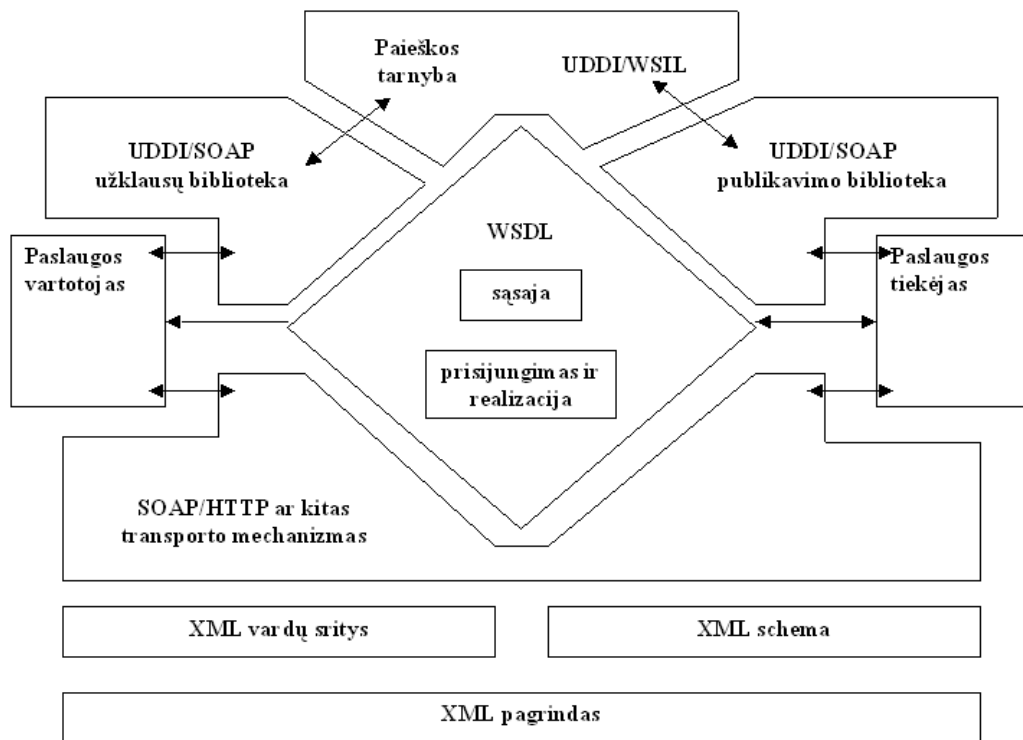 Paieškos
tarnyba
UDDI/WSIL
UDDI/SOAP
užklausų biblioteka
UDDI/SOAP
publikavimo biblioteka
WSDL
Paslaugos
vartotojas
Paslaugos
tiekėjas
sąsaja
prisijungimas ir
realizacija
SOAP/HTTP ar kitas
transporto mechanizmas
XML vardų sritys
XML schema
XML pagrindas